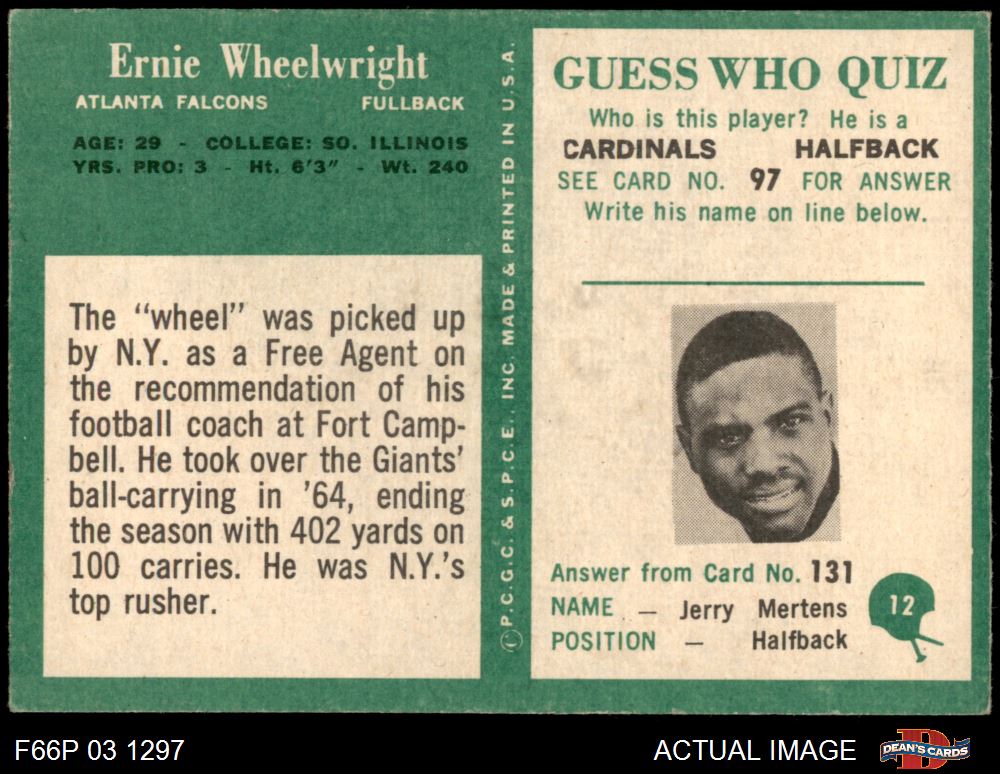 Ernie Wheelwright
ATLANTA FALCONS FULLBACK
AGE: 29 - COLLEGE: SO. ILLINOIS
YRS. PRO: 3 - Ht. 6'3" - Wt. 240
The "wheel" was picked up
by N.Y. as a Free Agent on
the recommendation of his
football coach at Fort Camp-
bell. He took over the Giants'
ball-carrying in '64, ending
the season with 402 yards on
100 carries. He was N.Y.'s
top rusher.
Ⓒ P.C.G.C. & S.P.C.E., INC. MADE & PRINTED IN U.S.A.
GUESS WHO QUIZ
Who is this player? He is a
CARDINALS HALFBACK
SEE CARD NO. 97 FOR ANSWER
Write his name on line below.
Answer from Card No. 131
NAME — Jerry Mertens
POSITION — Halfback
12
F66P 03 1297
ACTUAL IMAGE
DEAN'S CARDS